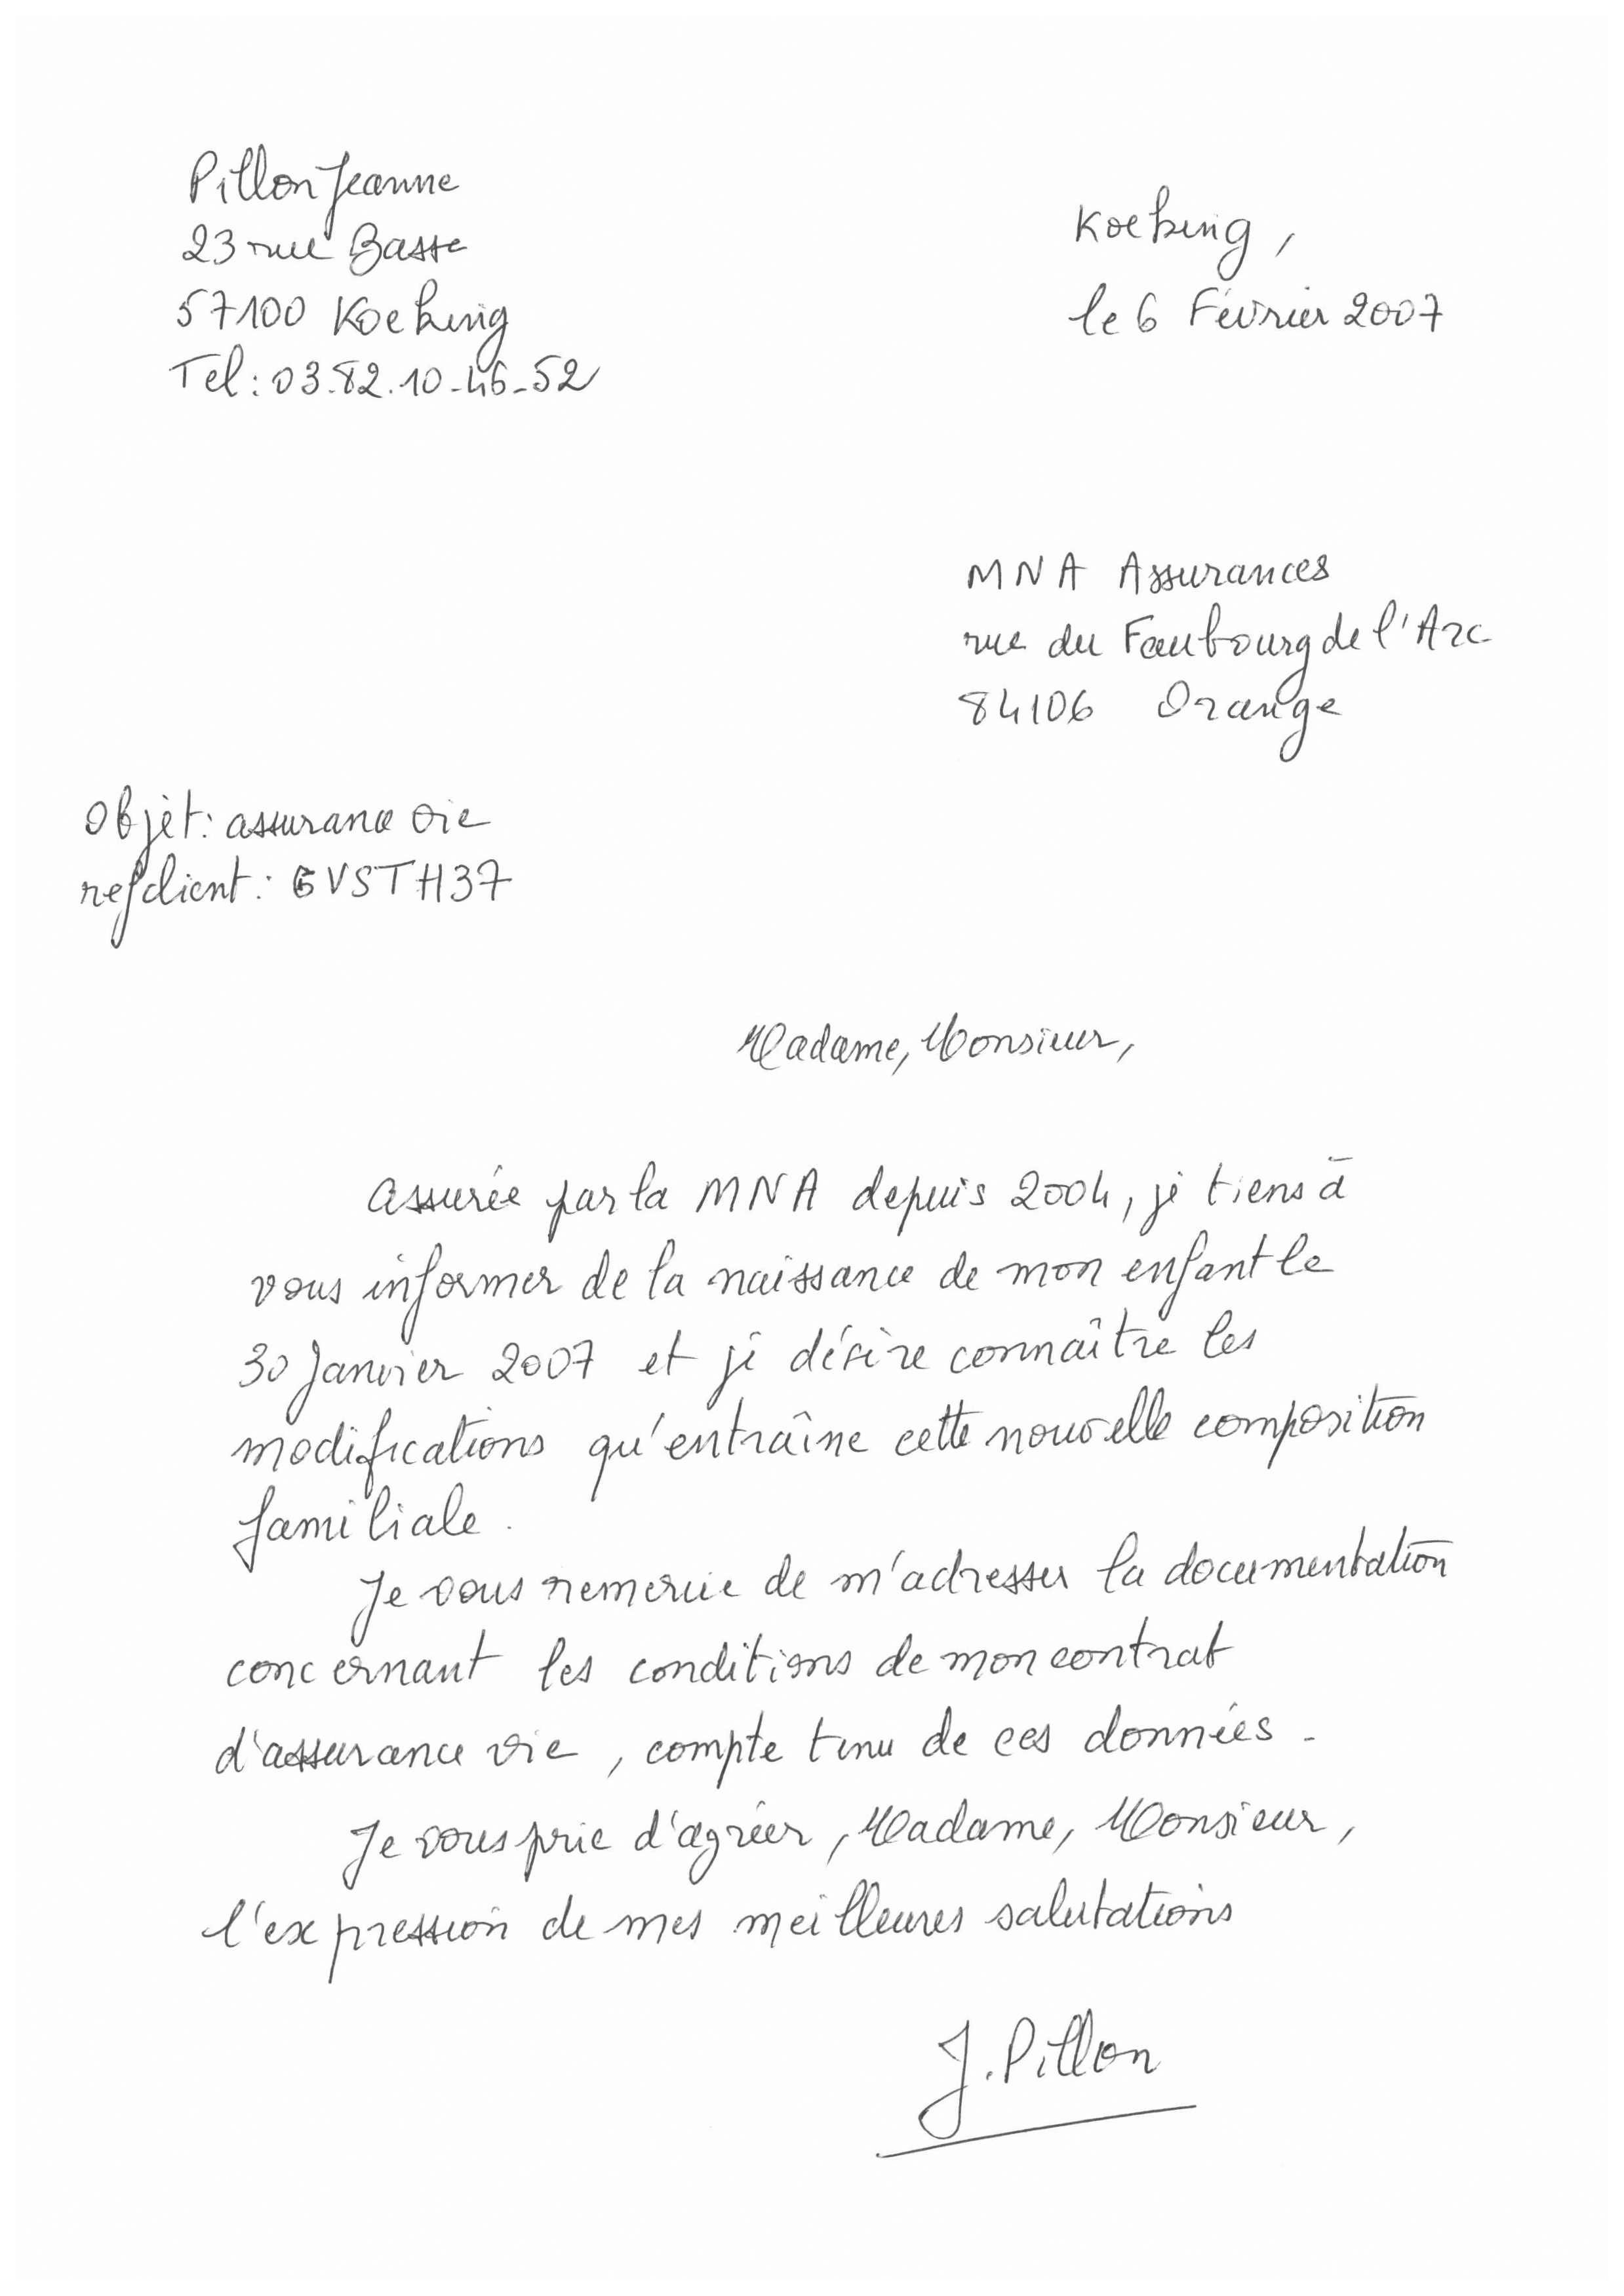 Pillon Jeanne
23 rue Basse
57100 Koeking
Tel : 03.82.10-46-52
Koeking,
le 6 Février 2007
MNA Assurances
rue du Faubourg de l'Arc
84106 Orange
Objet : assurance vie
ref client : GVSTH37
Madame, Monsieur,
Assurée par la MNA depuis 2004, je tiens à
vous informer de la naissance de mon enfant le
30 Janvier 2007 et je désire connaître les
modifications qu'entraîne cette nouvelle composition
familiale.
Je vous remercie de m'adresser la documentation
concernant les conditions de mon contrat
d'assurance vie, compte tenu de ces données.
Je vous prie d'agréer, Madame, Monsieur,
l'expression de mes meilleures salutations
J. Pillon